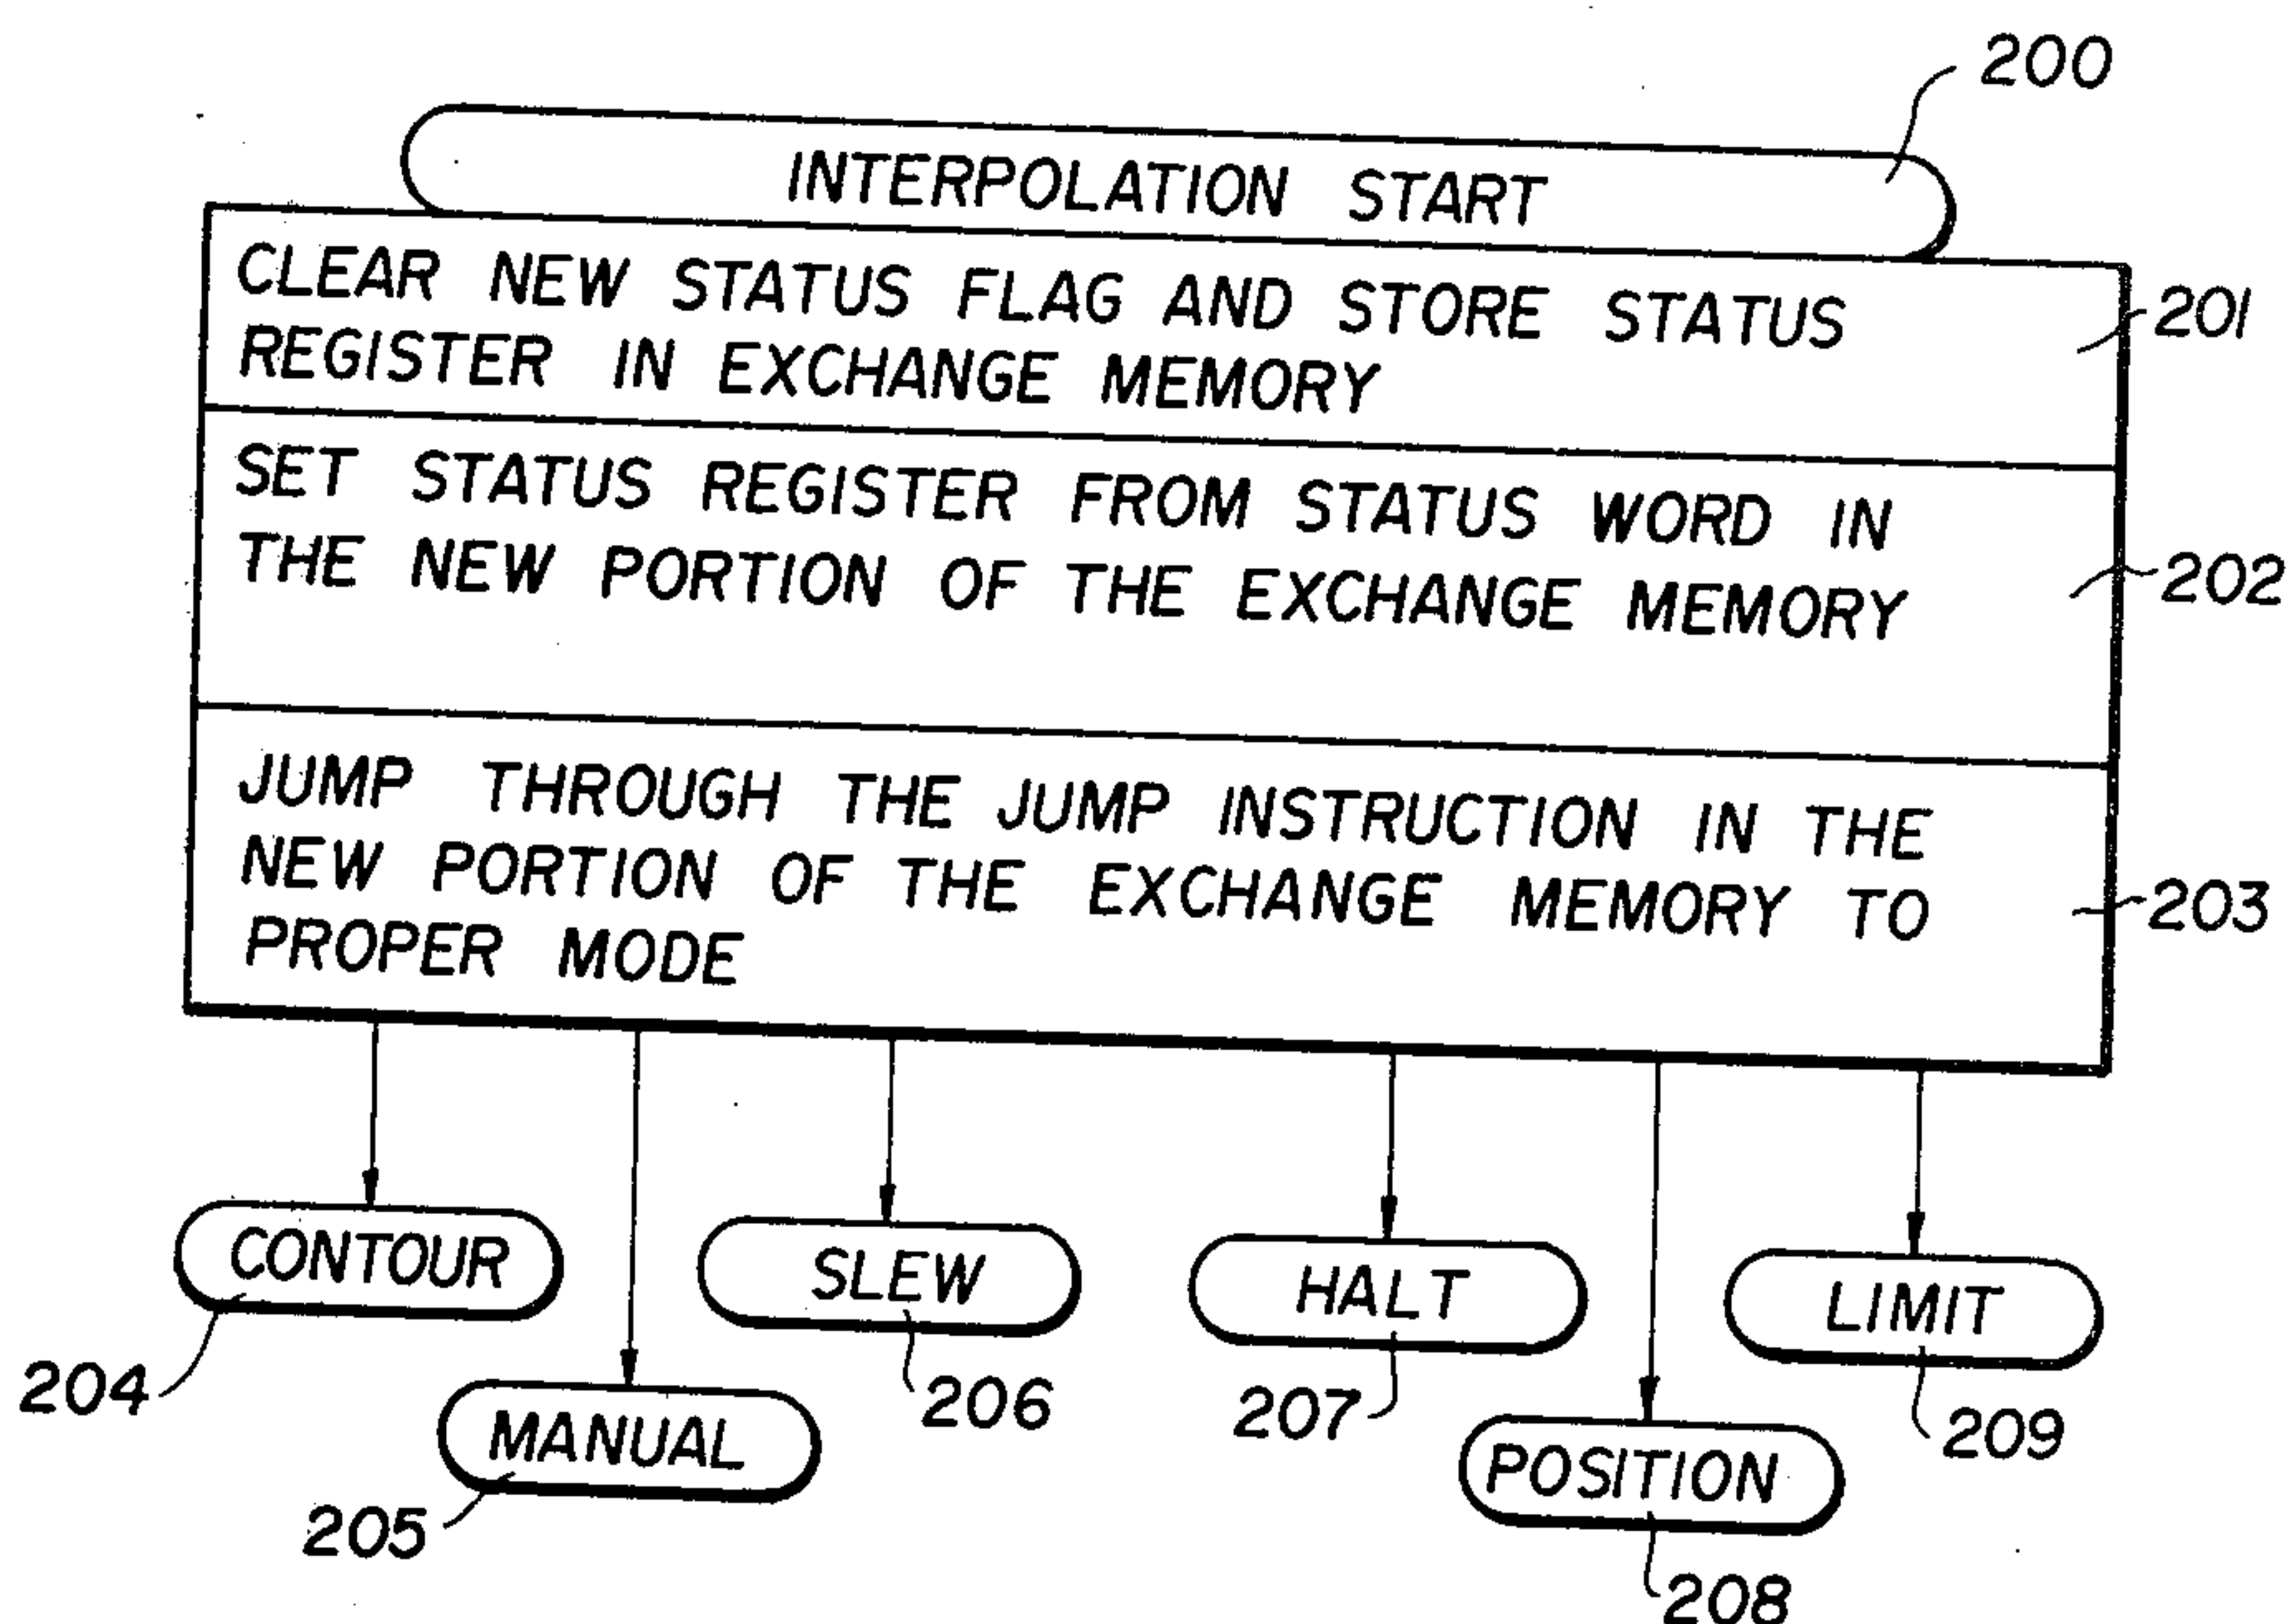 200
INTERPOLATION START
CLEAR NEW STATUS FLAG AND STORE STATUS
REGISTER IN EXCHANGE MEMORY
201
SET STATUS REGISTER FROM STATUS WORD IN
THE NEW PORTION OF THE EXCHANGE MEMORY
202
JUMP THROUGH THE JUMP INSTRUCTION IN THE
NEW PORTION OF THE EXCHANGE MEMORY TO
PROPER MODE
203
CONTOUR
SLEW
HALT
LIMIT
204
206
207
209
MANUAL
POSITION
205
208